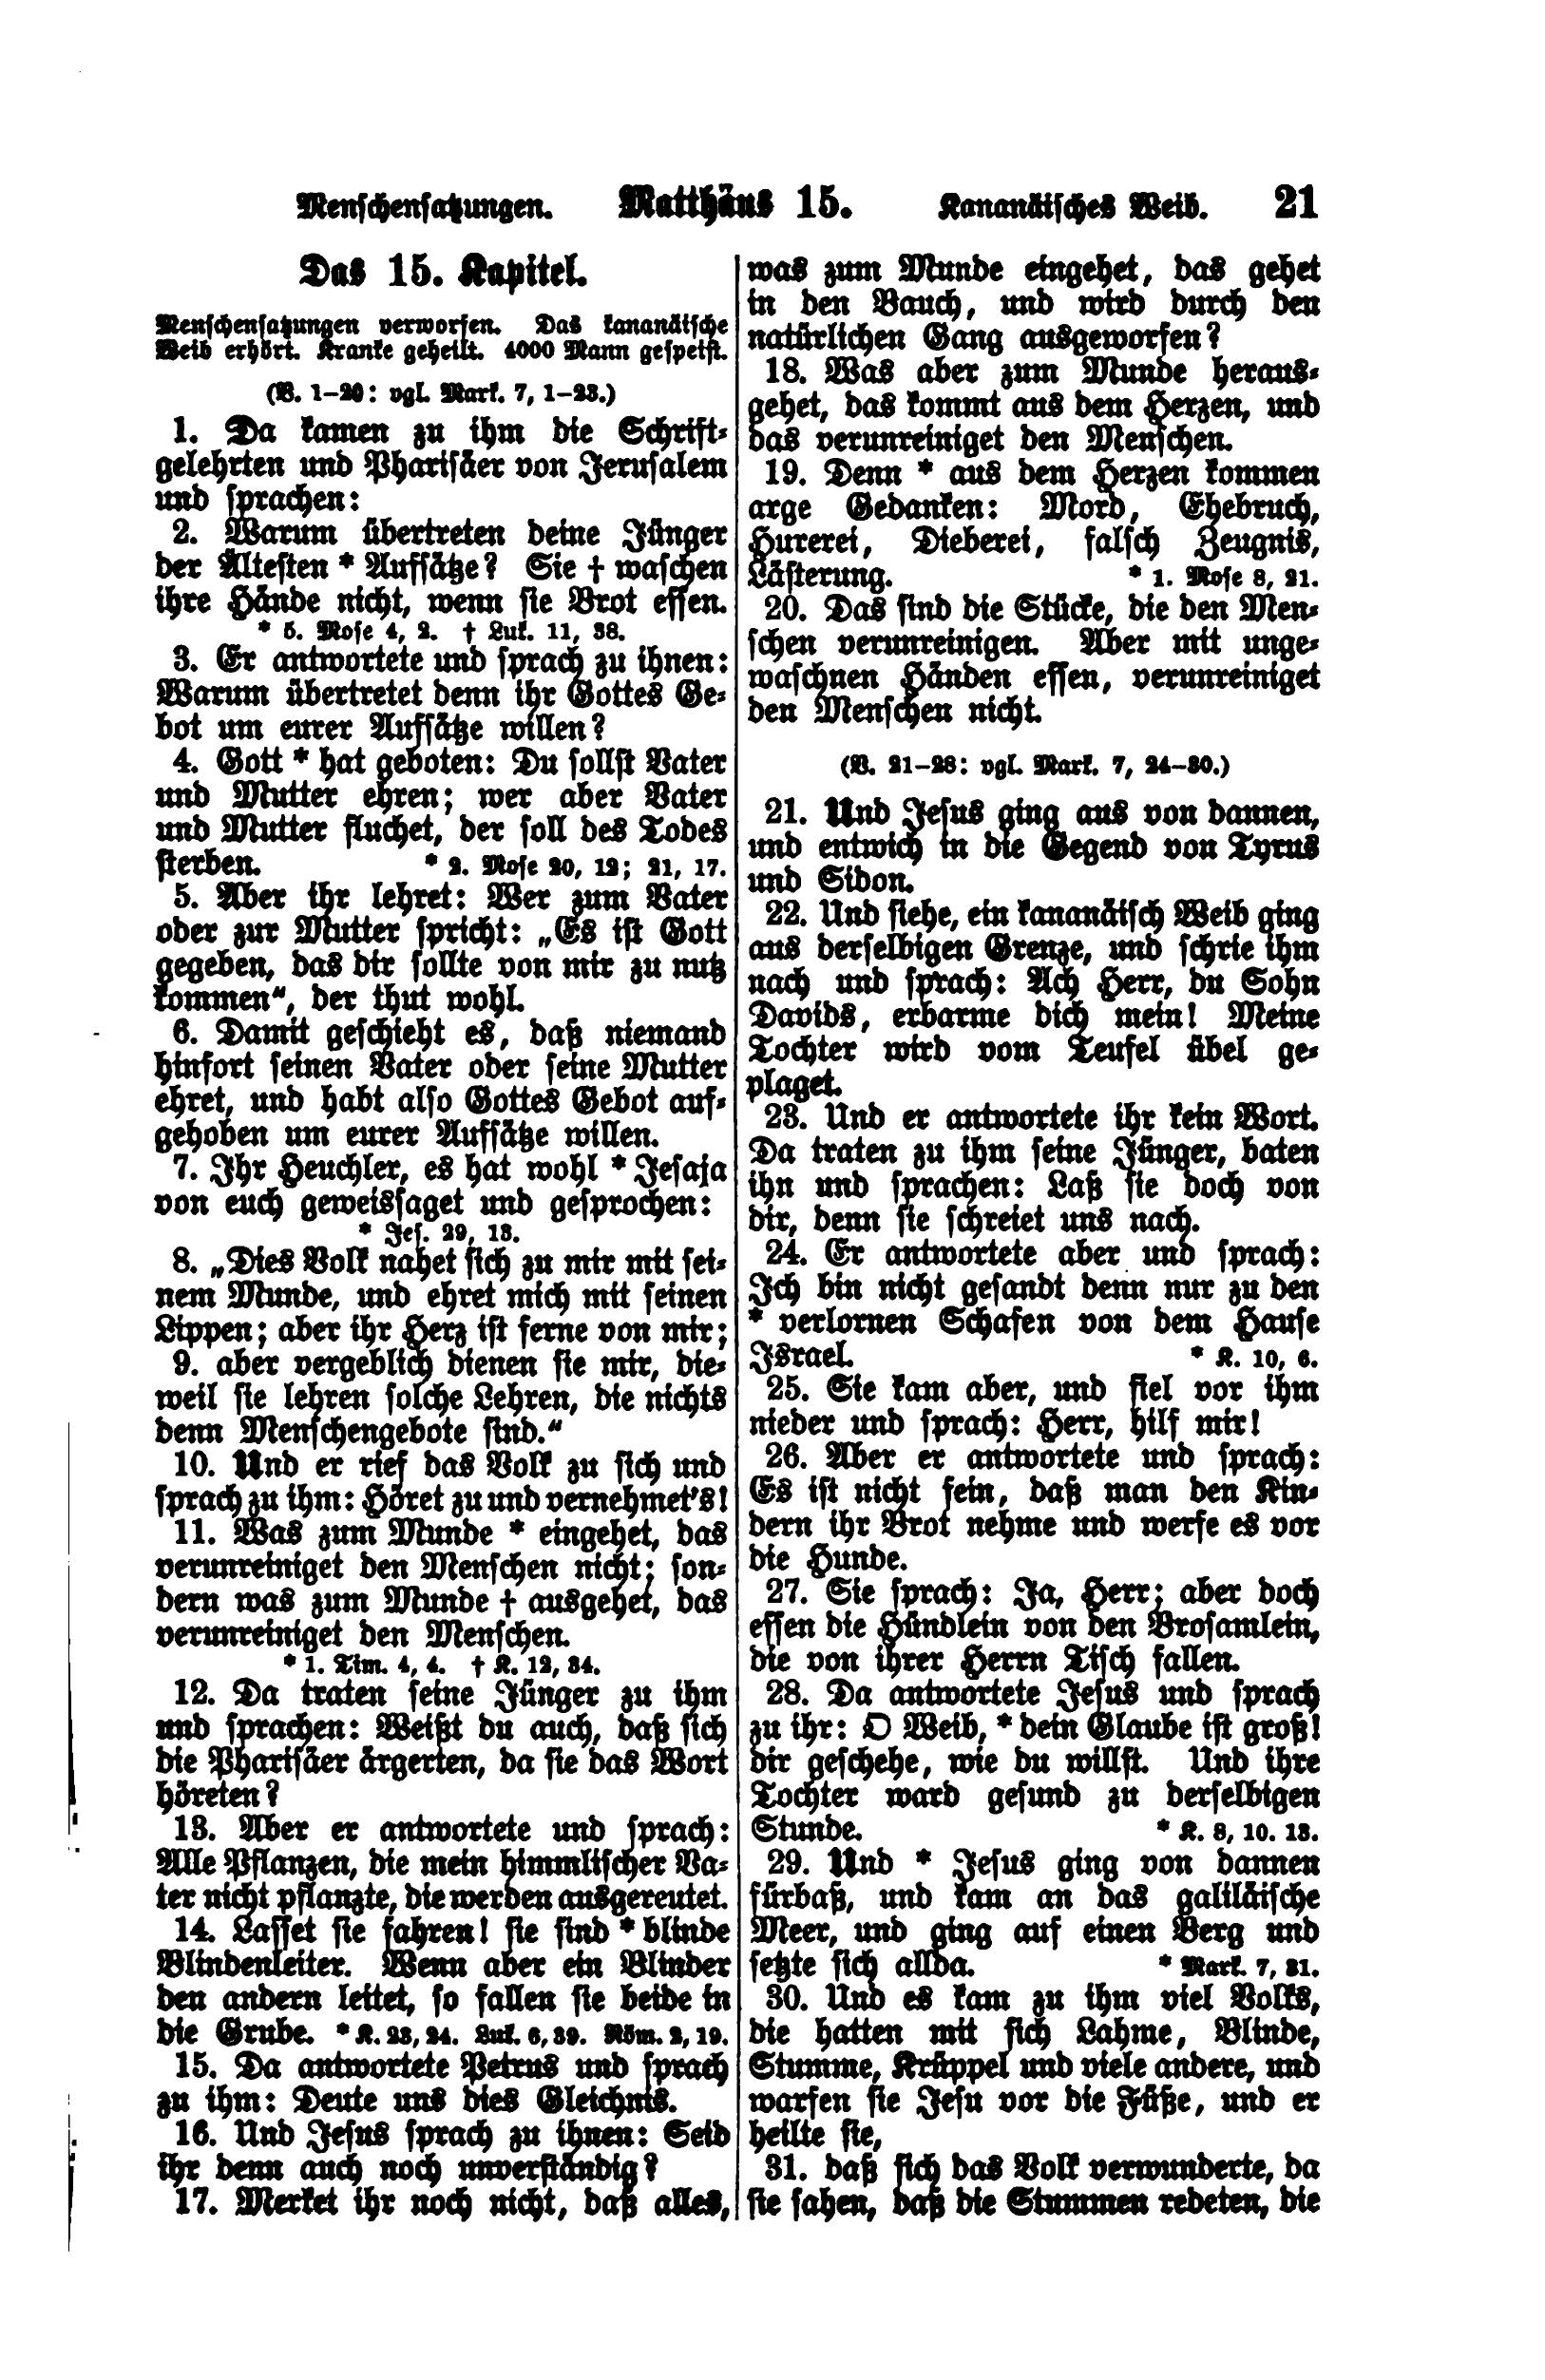 Menschensatzungen. Matthäus 15. Kananäisches Weib. 21
Das 15. Kapitel.
Menschensatzungen verworfen. Das kananäische
Weib erhört. Kranke geheilt. 4000 Mann gespeist.
(V. 1–20: vgl. Mark. 7, 1–23.)
1. Da kamen zu ihm die Schrift-
gelehrten und Pharisäer von Jerusalem
und sprachen:
2. Warum übertreten deine Jünger
der Ältesten * Aufsätze? Sie † waschen
ihre Hände nicht, wenn sie Brot essen.
* 5. Mose 4, 2. † Luk. 11, 38.
3. Er antwortete und sprach zu ihnen:
Warum übertretet denn ihr Gottes Ge-
bot um eurer Aufsätze willen?
4. Gott * hat geboten: Du sollst Vater
und Mutter ehren; wer aber Vater
und Mutter fluchet, der soll des Todes
sterben. * 2. Mose 20, 12; 21, 17.
5. Aber ihr lehret: Wer zum Vater
oder zur Mutter spricht: „Es ist Gott
gegeben, das dir sollte von mir zu nutz
kommen“, der thut wohl.
6. Damit geschieht es, daß niemand
hinfort seinen Vater oder seine Mutter
ehret, und habt also Gottes Gebot auf-
gehoben um eurer Aufsätze willen.
7. Ihr Heuchler, es hat wohl * Jesaja
von euch geweissaget und gesprochen:
* Jes. 29, 13.
8. „Dies Volk nahet sich zu mir mit sei-
nem Munde, und ehret mich mit seinen
Lippen; aber ihr Herz ist ferne von mir;
9. aber vergeblich dienen sie mir, die-
weil sie lehren solche Lehren, die nichts
denn Menschengebote sind.“
10. Und er rief das Volk zu sich und
sprach zu ihm: Höret zu und vernehmet's!
11. Was zum Munde * eingehet, das
verunreiniget den Menschen nicht; son-
dern was zum Munde † ausgehet, das
verunreiniget den Menschen.
* 1. Tim. 4, 4. † K. 12, 34.
12. Da traten seine Jünger zu ihm
und sprachen: Weißt du auch, daß sich
die Pharisäer ärgerten, da sie das Wort
höreten?
13. Aber er antwortete und sprach:
Alle Pflanzen, die mein himmlischer Va-
ter nicht pflanzte, die werden ausgereutet.
14. Lasset sie fahren! sie sind * blinde
Blindenleiter. Wenn aber ein Blinder
den andern leitet, so fallen sie beide in
die Grube. * K. 23, 24. Luk. 6, 39. Röm. 2, 19.
15. Da antwortete Petrus und sprach
zu ihm: Deute uns dies Gleichnis.
16. Und Jesus sprach zu ihnen: Seid
ihr denn auch noch unverständig?
17. Merket ihr noch nicht, daß alles,
was zum Munde eingehet, das gehet
in den Bauch, und wird durch den
natürlichen Gang ausgeworfen?
18. Was aber zum Munde heraus-
gehet, das kommt aus dem Herzen, und
das verunreiniget den Menschen.
19. Denn * aus dem Herzen kommen
arge Gedanken: Mord, Ehebruch,
Hurerei, Dieberei, falsch Zeugnis,
Lästerung. * 1. Mose 8, 21.
20. Das sind die Stücke, die den Men-
schen verunreinigen. Aber mit unge-
waschnen Händen essen, verunreiniget
den Menschen nicht.
(V. 21–28: vgl. Mark. 7, 24–30.)
21. Und Jesus ging aus von dannen,
und entwich in die Gegend von Tyrus
und Sidon.
22. Und siehe, ein kananäisch Weib ging
aus derselbigen Grenze, und schrie ihm
nach und sprach: Ach Herr, du Sohn
Davids, erbarme dich mein! Meine
Tochter wird vom Teufel übel ge-
plaget.
23. Und er antwortete ihr kein Wort.
Da traten zu ihm seine Jünger, baten
ihn und sprachen: Laß sie doch von
dir, denn sie schreiet uns nach.
24. Er antwortete aber und sprach:
Ich bin nicht gesandt denn nur zu den
* verlornen Schafen von dem Hause
Israel. * K. 10, 6.
25. Sie kam aber, und fiel vor ihm
nieder und sprach: Herr, hilf mir!
26. Aber er antwortete und sprach:
Es ist nicht fein, daß man den Kin-
dern ihr Brot nehme und werfe es vor
die Hunde.
27. Sie sprach: Ja, Herr; aber doch
essen die Hündlein von den Brosamlein,
die von ihrer Herrn Tisch fallen.
28. Da antwortete Jesus und sprach
zu ihr: O Weib, * dein Glaube ist groß!
dir geschehe, wie du willst. Und ihre
Tochter ward gesund zu derselbigen
Stunde. * K. 8, 10. 13.
29. Und * Jesus ging von dannen
fürbaß, und kam an das galiläische
Meer, und ging auf einen Berg und
setzte sich allda. * Mark. 7, 31.
30. Und es kam zu ihm viel Volks,
die hatten mit sich Lahme, Blinde,
Stumme, Krüppel und viele andere, und
warfen sie Jesu vor die Füße, und er
heilte sie,
31. daß sich das Volk verwunderte, da
sie sahen, daß die Stummen redeten, die